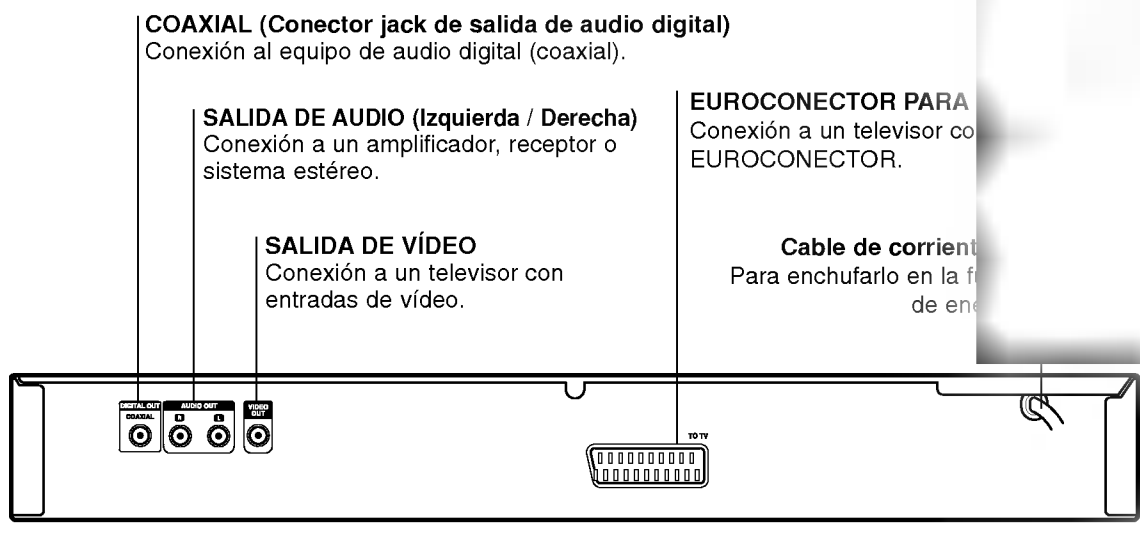 COAXIAL (Conector jack de salida de audio digital)
Conexión al equipo de audio digital (coaxial).
SALIDA DE AUDIO (Izquierda / Derecha)
Conexión a un amplificador, receptor o
sistema estéreo.
EUROCONECTOR PARA
Conexión a un televisor
EUROCONECTOR.
SALIDA DE VÍDEO
Conexión a un televisor con
entradas de vídeo.
Cable de
Para enchufarlo en la
de
DIGITAL OUT
COAXIAL
AUDIO OUT
R L
VIDEO
OUT
TO TV